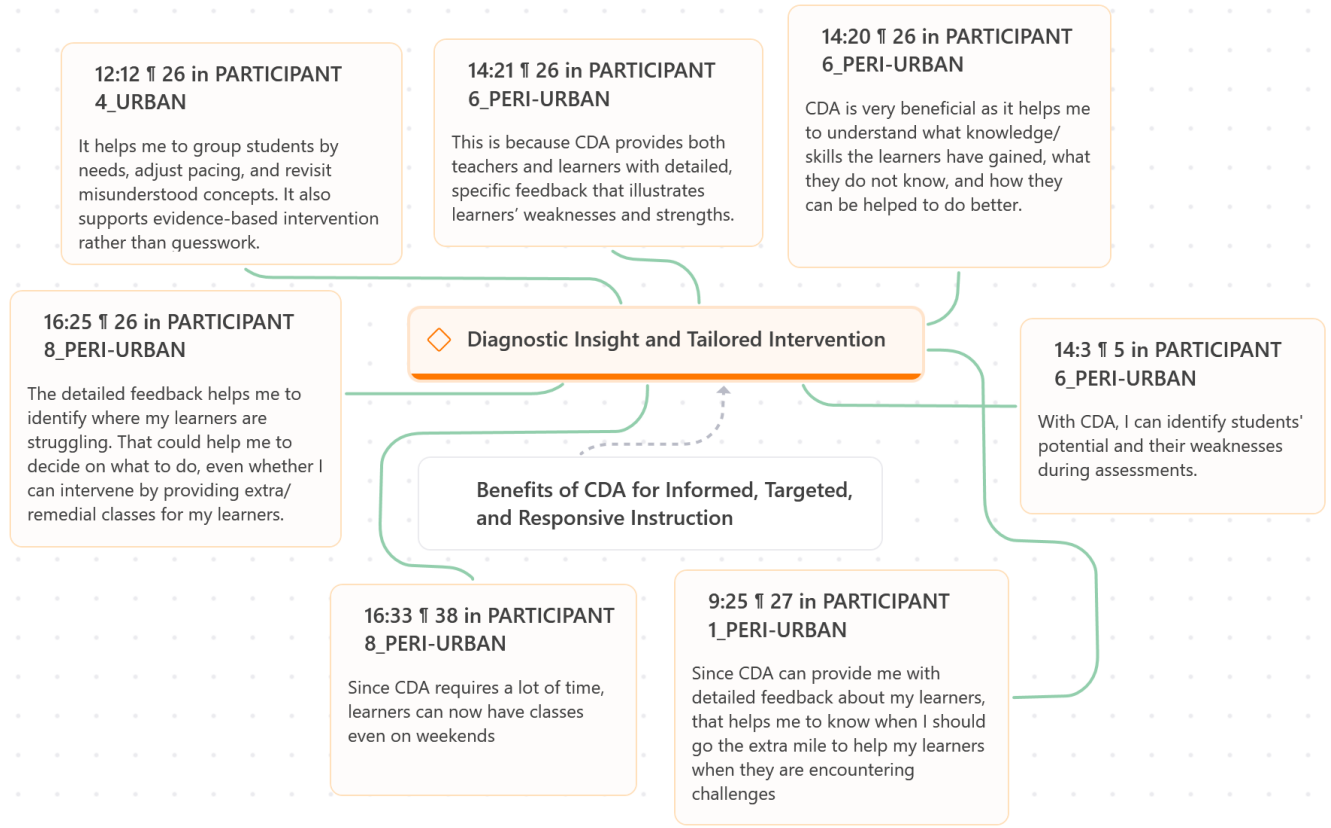 12:12 ¶ 26 in PARTICIPANT
4_URBAN
It helps me to group students by
needs, adjust pacing, and revisit
misunderstood concepts. It also
supports evidence-based intervention
rather than guesswork.
14:21 ¶ 26 in PARTICIPANT
6_PERI-URBAN
This is because CDA provides both
teachers and learners with detailed,
specific feedback that illustrates
learners’ weaknesses and strengths.
14:20 ¶ 26 in PARTICIPANT
6_PERI-URBAN
CDA is very beneficial as it helps me
to understand what knowledge/
skills the learners have gained, what
they do not know, and how they
can be helped to do better.
16:25 ¶ 26 in PARTICIPANT
8_PERI-URBAN
The detailed feedback helps me to
identify where my learners are
struggling. That could help me to
decide on what to do, even whether I
can intervene by providing extra/
remedial classes for my learners.
Diagnostic Insight and Tailored Intervention
14:3 ¶ 5 in PARTICIPANT
6_PERI-URBAN
With CDA, I can identify students'
potential and their weaknesses
during assessments.
Benefits of CDA for Informed, Targeted,
and Responsive Instruction
16:33 ¶ 38 in PARTICIPANT
8_PERI-URBAN
Since CDA requires a lot of time,
learners can now have classes
even on weekends
9:25 ¶ 27 in PARTICIPANT
1_PERI-URBAN
Since CDA can provide me with
detailed feedback about my learners,
that helps me to know when I should
go the extra mile to help my learners
when they are encountering
challenges